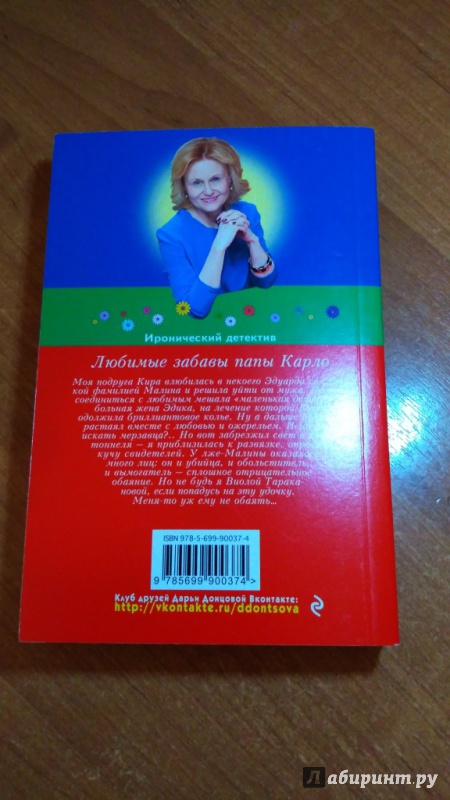 Иронический детектив
Любимые забавы папы Карло
Моя подруга Кира влюбилась в некоего Эдуарда
кой фамилией Малина и решила уйти от мужа.
соединиться с любимым мешала «маленькая
больная жена Эдика, на лечение которой
одолжила бриллиантовое колье. Ну а дальше
растаял вместе с любовью и ожерельем.
искать мерзавца?.. Но вот забрезжил свет в
тоннеля — я приблизилась к развязке,
кучу свидетелей. У лже-Малины оказалось
много лиц: он и убийца, и обольститель,
и вымогатель — сплошное отрицательное
обаяние. Но не будь я Виолой Тарака-
новой, если попадусь на эту удочку.
Меня-то уж ему не обаять...
ISBN 978-5-699-90037-4
9 785699 900374 >
Клуб друзей Дарьи Донцовой Вконтакте:
http://vkontakte.ru/ddontsova
Лабиринт.ру